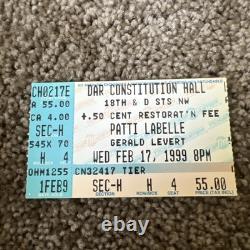 CH0217E DAR CONSTITUTION HALL
A 55.00 18TH & D STS NW
CA 4.00 +.50 CENT RESTORAT'N FEE
SEC-H PATTI LABELLE
545X 70 GERALD LEVERT
H 4 WED FEB 17, 1999 8PM
OHM1255 CN32417 TIER
1FEB9 SEC-H H 4 55.00